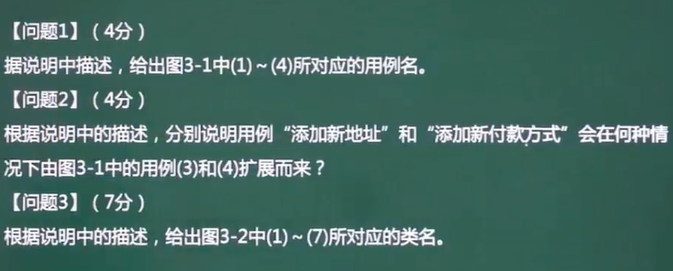 【问题1】（4分）
据说明中描述，给出图3-1中(1)～(4)所对应的用例名。
【问题2】（4分）
根据说明中的描述，分别说明用例“添加新地址”和“添加新付款方式”会在何种情
况下由图3-1中的用例(3)和(4)扩展而来？
【问题3】（7分）
根据说明中的描述，给出图3-2中(1)～(7)所对应的类名。